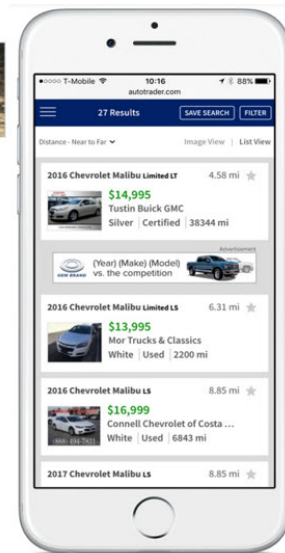 T-Mobile 10:16 88%
autotrader.com
27 Results SAVE SEARCH FILTER
Distance - Near to Far Image View | List View
2016 Chevrolet Malibu Limited LT 4.58 mi
$14,995
Tustin Buick GMC
Silver | Certified | 38344 mi
Advertisement
(Year) (Make) (Model)
vs. the competition
2016 Chevrolet Malibu Limited LS 6.31 mi
$13,995
Mor Trucks & Classics
White | Used | 2200 mi
2016 Chevrolet Malibu LS 8.85 mi
$16,999
Connell Chevrolet of Costa ...
White | Used | 6843 mi
2017 Chevrolet Malibu LS 8.85 mi